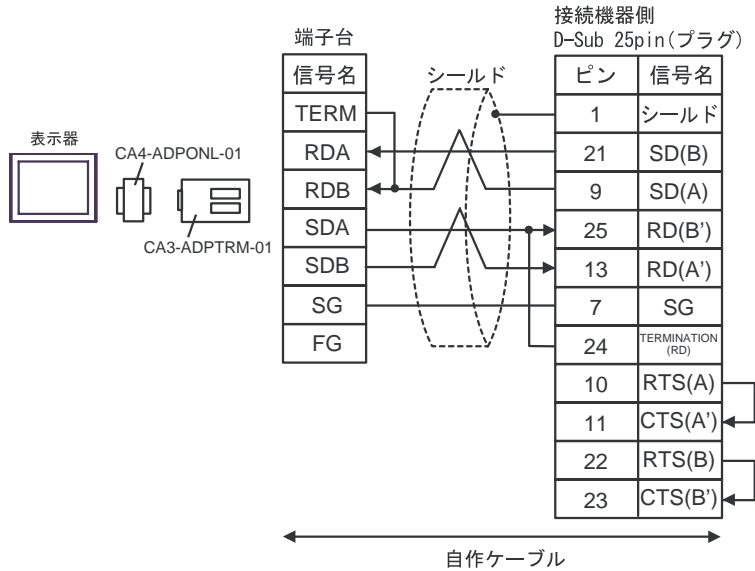 接続機器側
端子台
D-Sub 25pin(プラグ)
信号名
シールド
ピン
信号名
TERM
1
シールド
表示器
CA4-ADPONL-01
RDA
21
SD(B)
RDB
9
SD(A)
SDA
25
RD(B')
CA3-ADPTRM-01
SDB
13
RD(A')
SG
7
SG
FG
24
TERMINATION
(RD)
10
RTS(A)
11
CTS(A')
22
RTS(B)
23
CTS(B')
自作ケーブル